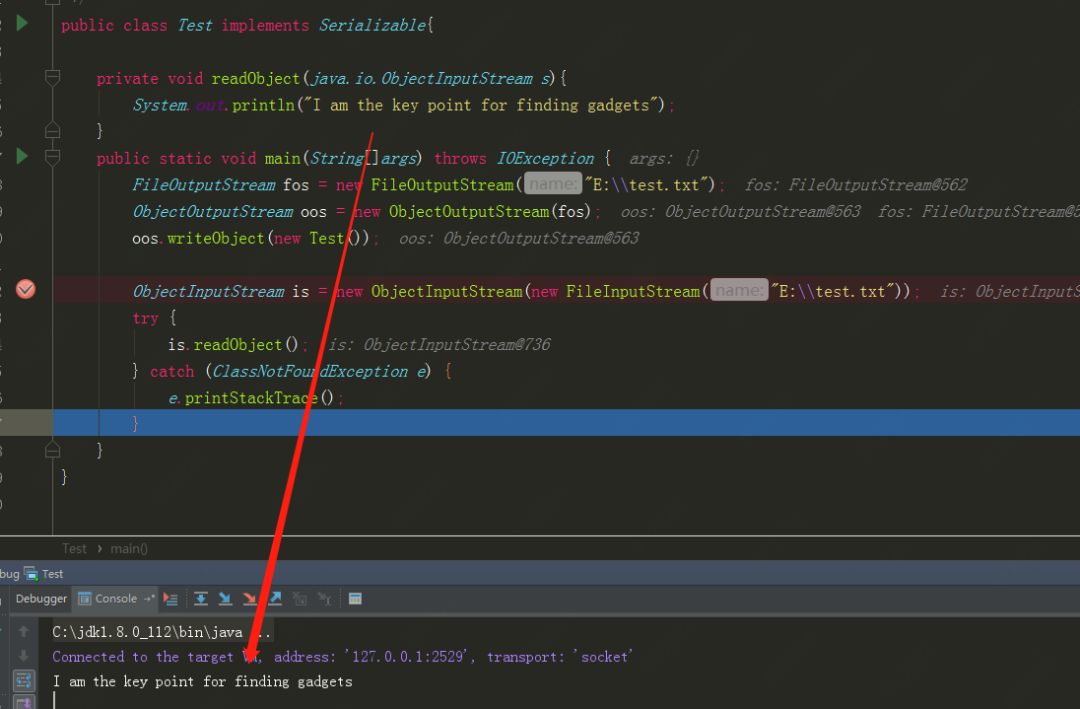 public class Test implements Serializable{
private void readObject(java.io.ObjectInputStream s){
System.out.println("I am the key point for finding gadgets");
}
public static void main(String[]args) throws IOException { args: {}
FileOutputStream fos = new FileOutputStream( name: "E:\\test.txt"); fos: FileOutputStream@562
ObjectOutputStream oos = new ObjectOutputStream(fos); oos: ObjectOutputStream@563 fos: FileOutputStream@5
oos.writeObject(new Test()); oos: ObjectOutputStream@563
ObjectInputStream is = new ObjectInputStream(new FileInputStream( name: "E:\\test.txt")); is: ObjectInputS
try {
is.readObject(); is: ObjectInputStream@736
} catch (ClassNotFoundException e) {
e.printStackTrace();
}
}
}
Test › main()
bug Test
Debugger Console
C:\jdk1.8.0_112\bin\java ...
Connected to the target VM, address: '127.0.0.1:2529', transport: 'socket'
I am the key point for finding gadgets